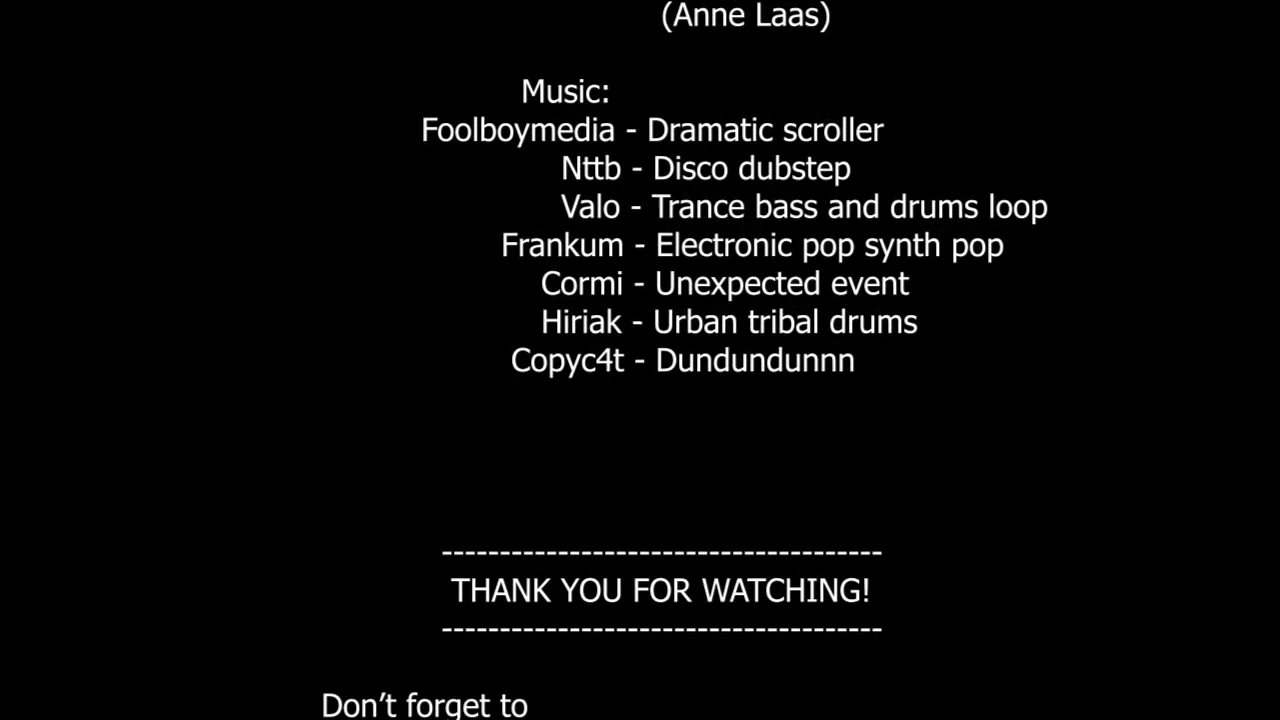 (Anne Laas)
Music:
Foolboymedia - Dramatic scroller
Nttb - Disco dubstep
Valo - Trance bass and drums loop
Frankum - Electronic pop synth pop
Cormi - Unexpected event
Hiriak - Urban tribal drums
Copyc4t - Dundundunnn
--------------------------------------
THANK YOU FOR WATCHING!
--------------------------------------
Don’t forget to